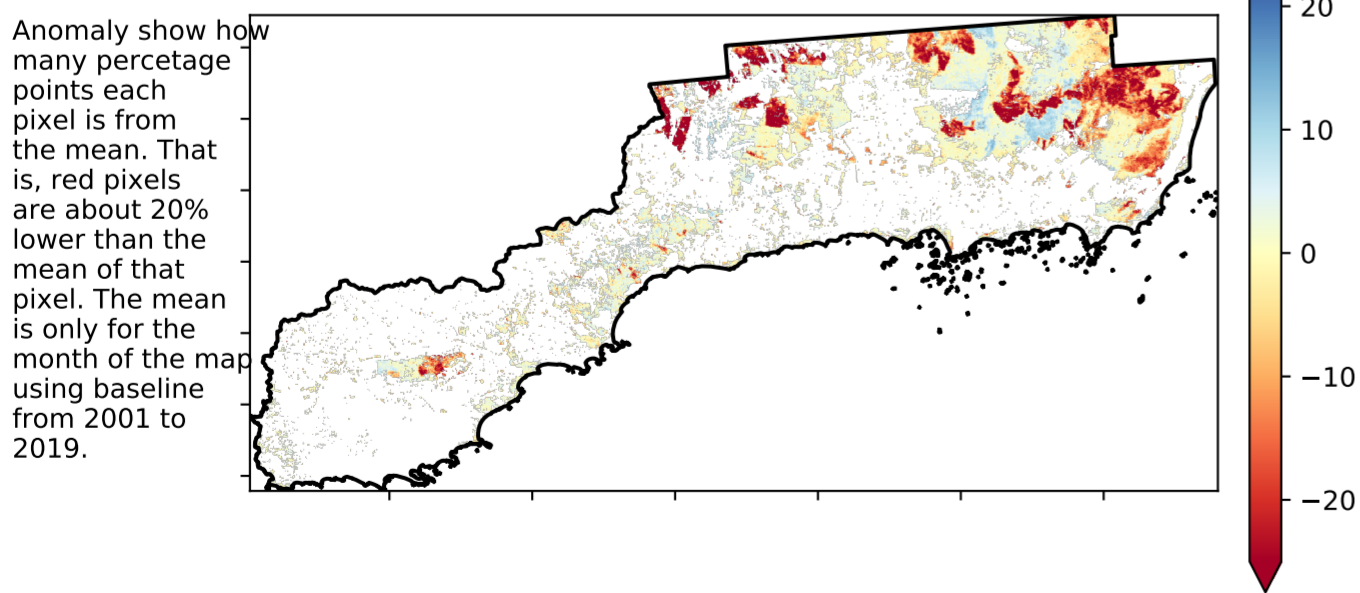 Anomaly show how
many percetage
points each
pixel is from
the mean. That
is, red pixels
are about 20%
lower than the
mean of that
pixel. The mean
is only for the
month of the map
using baseline
from 2001 to
2019.
20
10
0
−10
−20